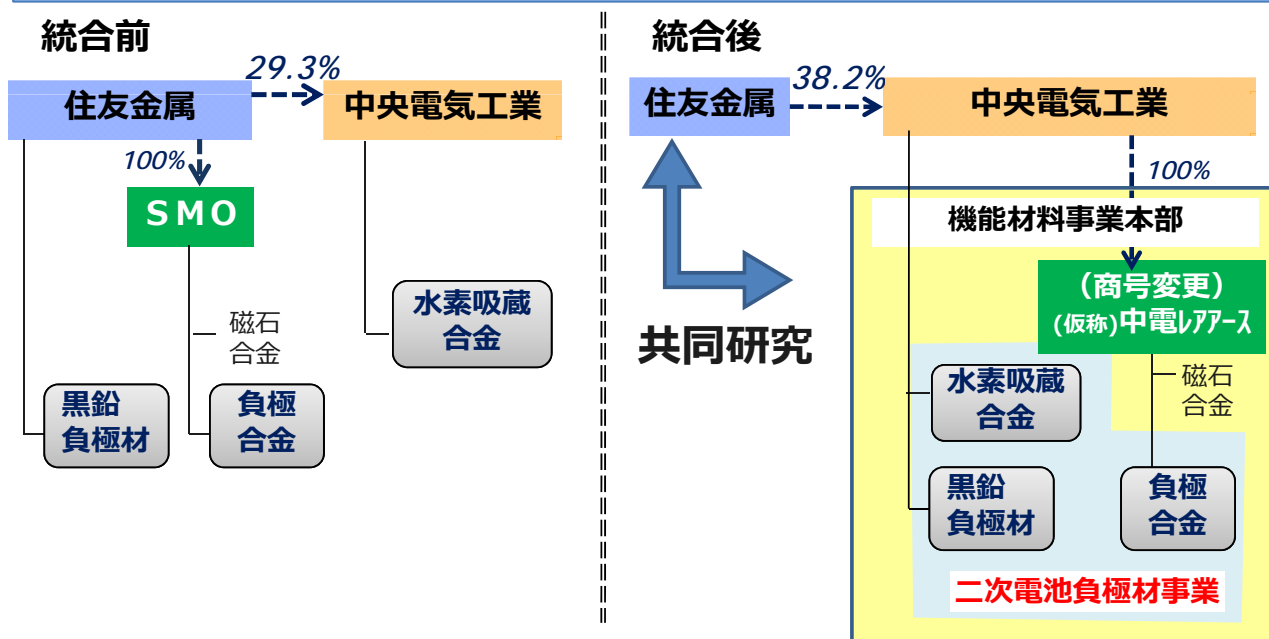 統合前
29.3%
住友金属
中央電気工業
100%
SMO
磁石
合金
水素吸蔵
合金
黒鉛
負極材
負極
合金
統合後
38.2%
住友金属
中央電気工業
100%
機能材料事業本部
(商号変更)
(仮称)中電ﾚｱｱｰｽ
共同研究
水素吸蔵
合金
磁石
合金
黒鉛
負極材
負極
合金
二次電池負極材事業